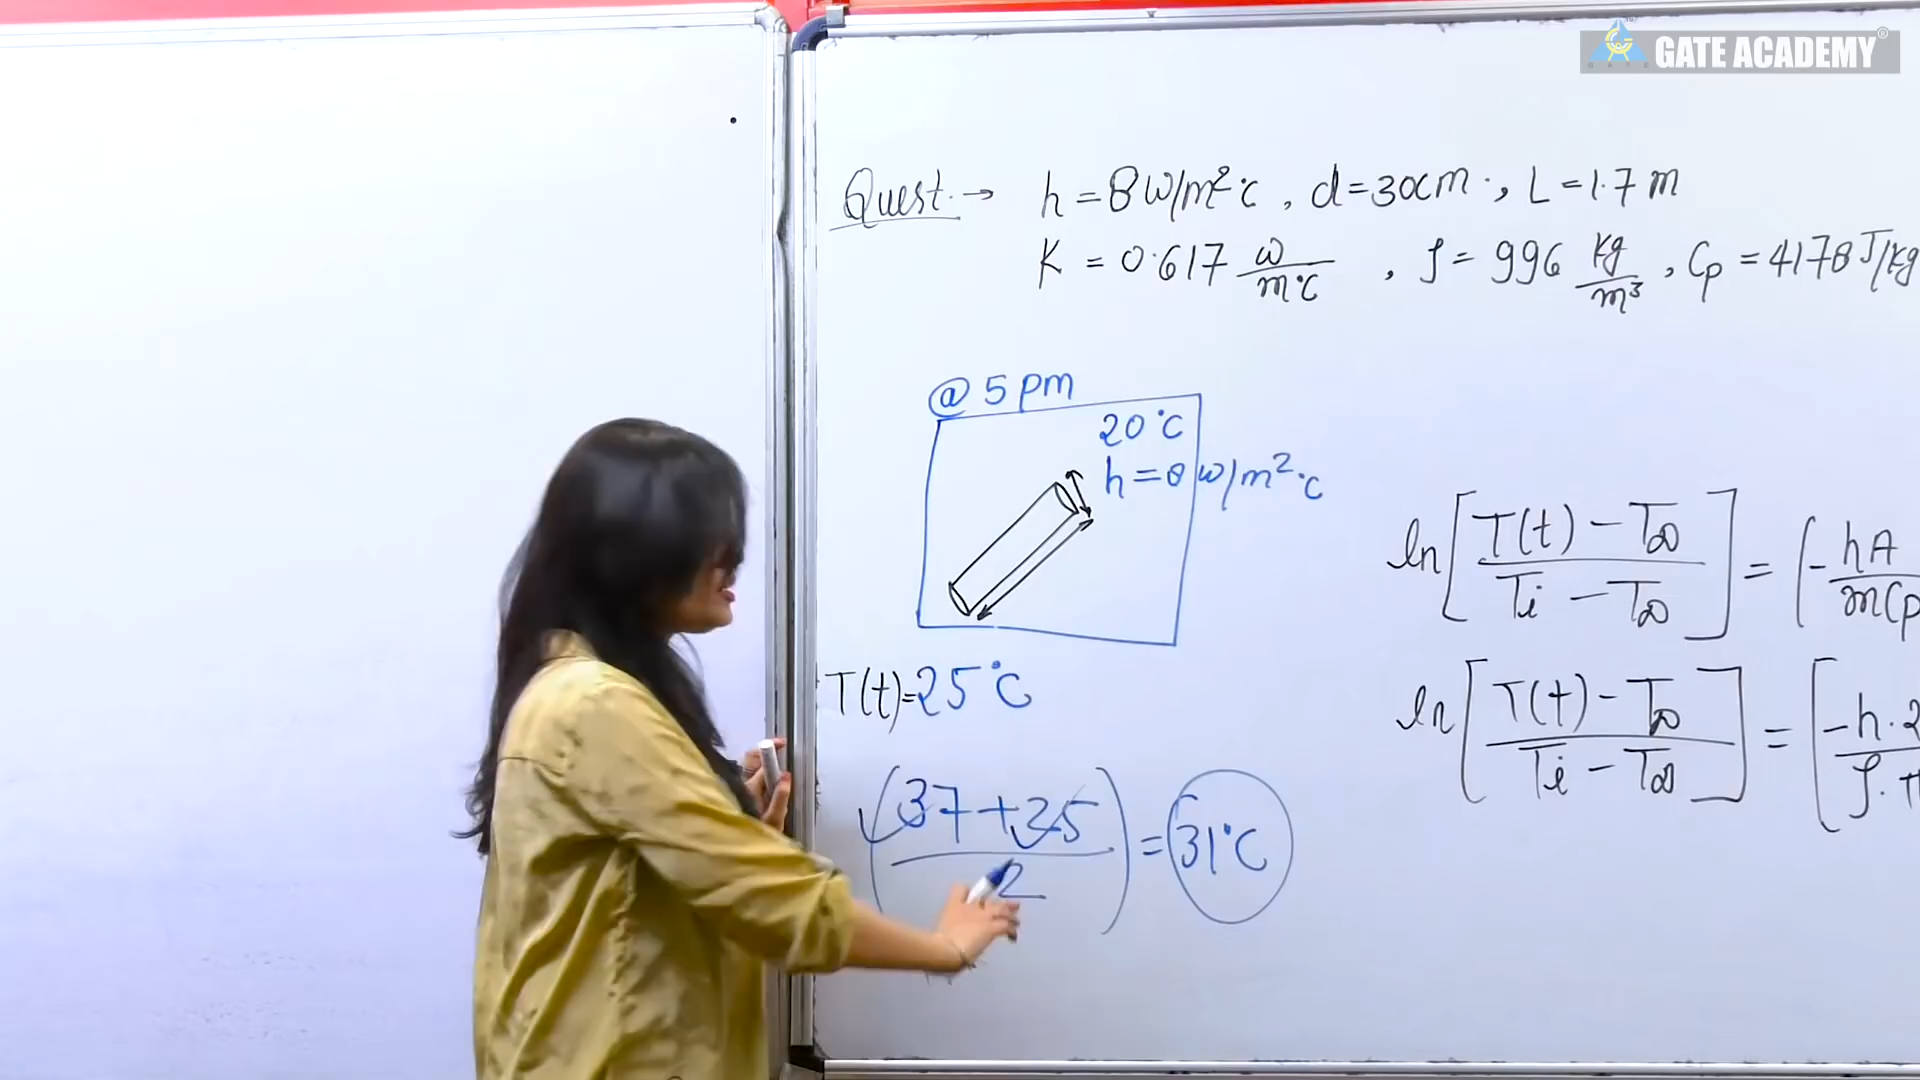 GATE ACADEMY®
Quest. → h = 8 W/m²°C, d = 30cm., L = 1.7 m
K = 0.617 W/m°C, ρ = 996 kg/m³, Cp = 4178 J/kg
@ 5 pm
20°C
h = 8 W/m²°C
T(t)=25°C
(37+25/2) = 31°C
ln[T(t) - T∞ / Ti - T∞] = (-hA / mCp
ln[T(t) - T∞ / Ti - T∞] = [-h·2 / ρ·